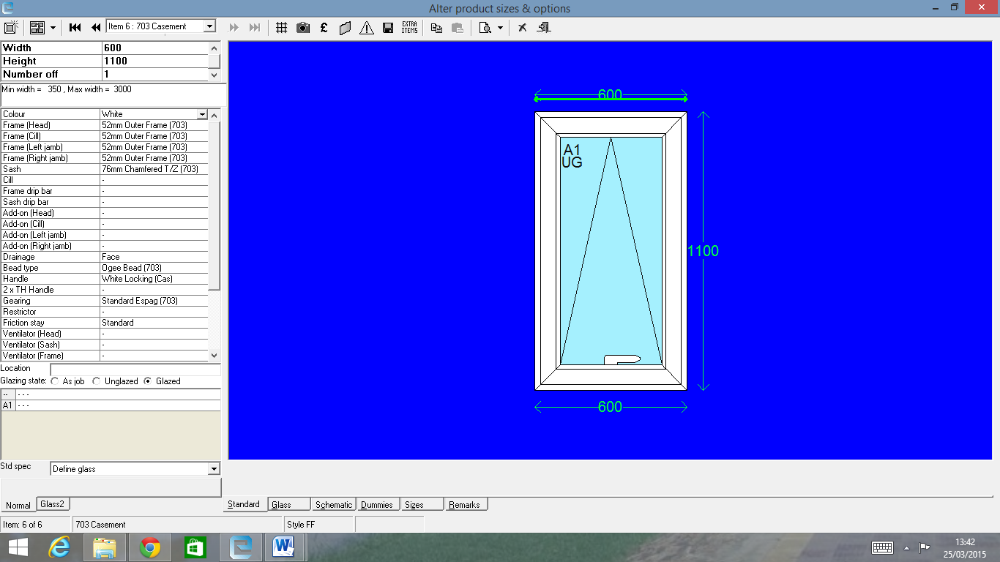 Alter product sizes & options
Item 6 : 703 Casement
£
EXTRA
ITEMS
Width 600
Height 1100
Number off 1
Min width = 350 , Max width = 3000
Colour White
Frame (Head) 52mm Outer Frame (703)
Frame (Cill) 52mm Outer Frame (703)
Frame (Left jamb) 52mm Outer Frame (703)
Frame (Right jamb) 52mm Outer Frame (703)
Sash 76mm Chamfered T/Z (703)
Cill -
Frame drip bar -
Sash drip bar -
Add-on (Head) -
Add-on (Cill) -
Add-on (Left jamb) -
Add-on (Right jamb) -
Drainage Face
Bead type Ogee Bead (703)
Handle White Locking (Cas)
2 x TH Handle -
Gearing Standard Espag (703)
Restrictor -
Friction stay Standard
Ventilator (Head) -
Ventilator (Sash) -
Ventilator (Frame) -
Location
Glazing state: As job Unglazed Glazed
-- - - -
A1 - - -
Std spec Define glass
Normal Glass2
600
A1
UG
1100
600
Standard Glass Schematic Dummies Sizes Remarks
Item: 6 of 6 703 Casement Style FF
13:42
25/03/2015